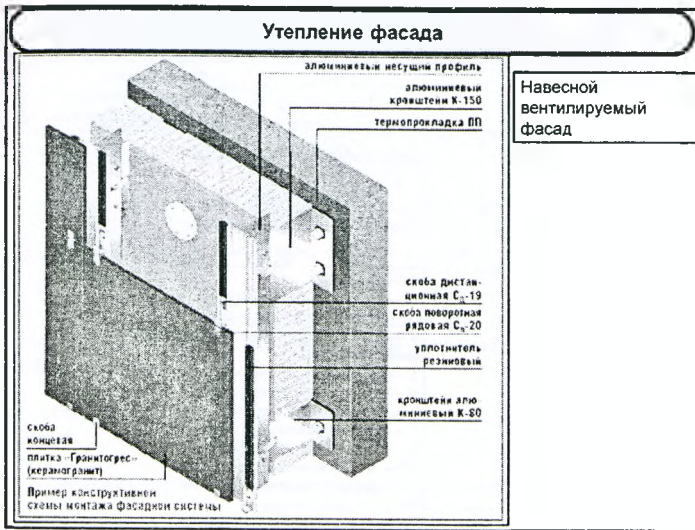 Утепление фасада
алюминиевый несущий профиль
алюминиевый
кронштейн К-150
термопрокладка ПП
Навесной
вентилируемый
фасад
скоба дистан-
ционная С -19
скоба поворотная
рядовая С -20
уплотнитель
резиновый
кронштейн алю-
миниевый К-80
скоба
концевая
плитка «Гранитогрес»
(керамогранит)
Пример конструктивной
схемы монтажа фасадной системы